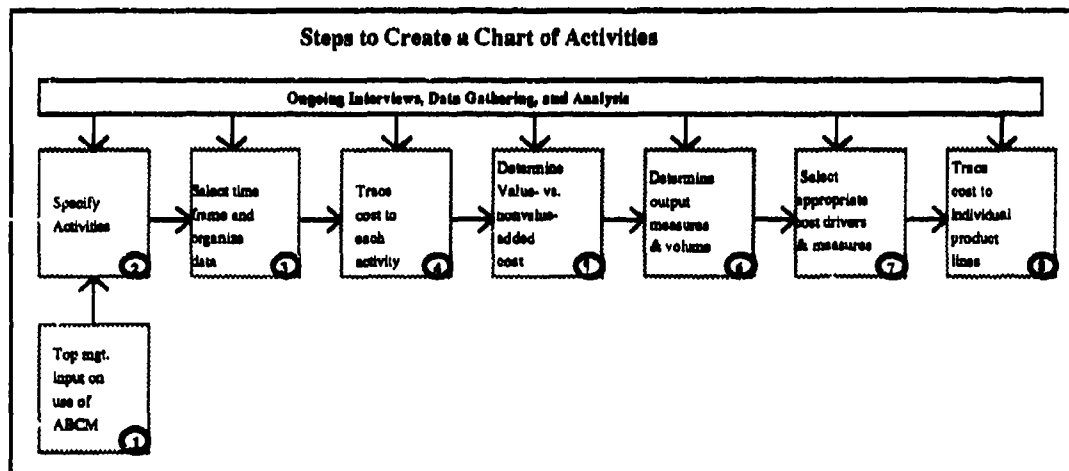 Steps to Create a Chart of Activities
Ongoing Interviews, Data Gathering, and Analysis
Specify
Activities
2
Select time
frame and
organize
data
3
Trace
cost to
each
activity
4
Determine
Value- vs.
nonvalue-
added
cost
5
Determine
output
measures
& volume
6
Select
appropriate
cost drivers
& measures
7
Trace
cost to
individual
product
lines
8
Top mgt.
input on
use of
ABCM
1